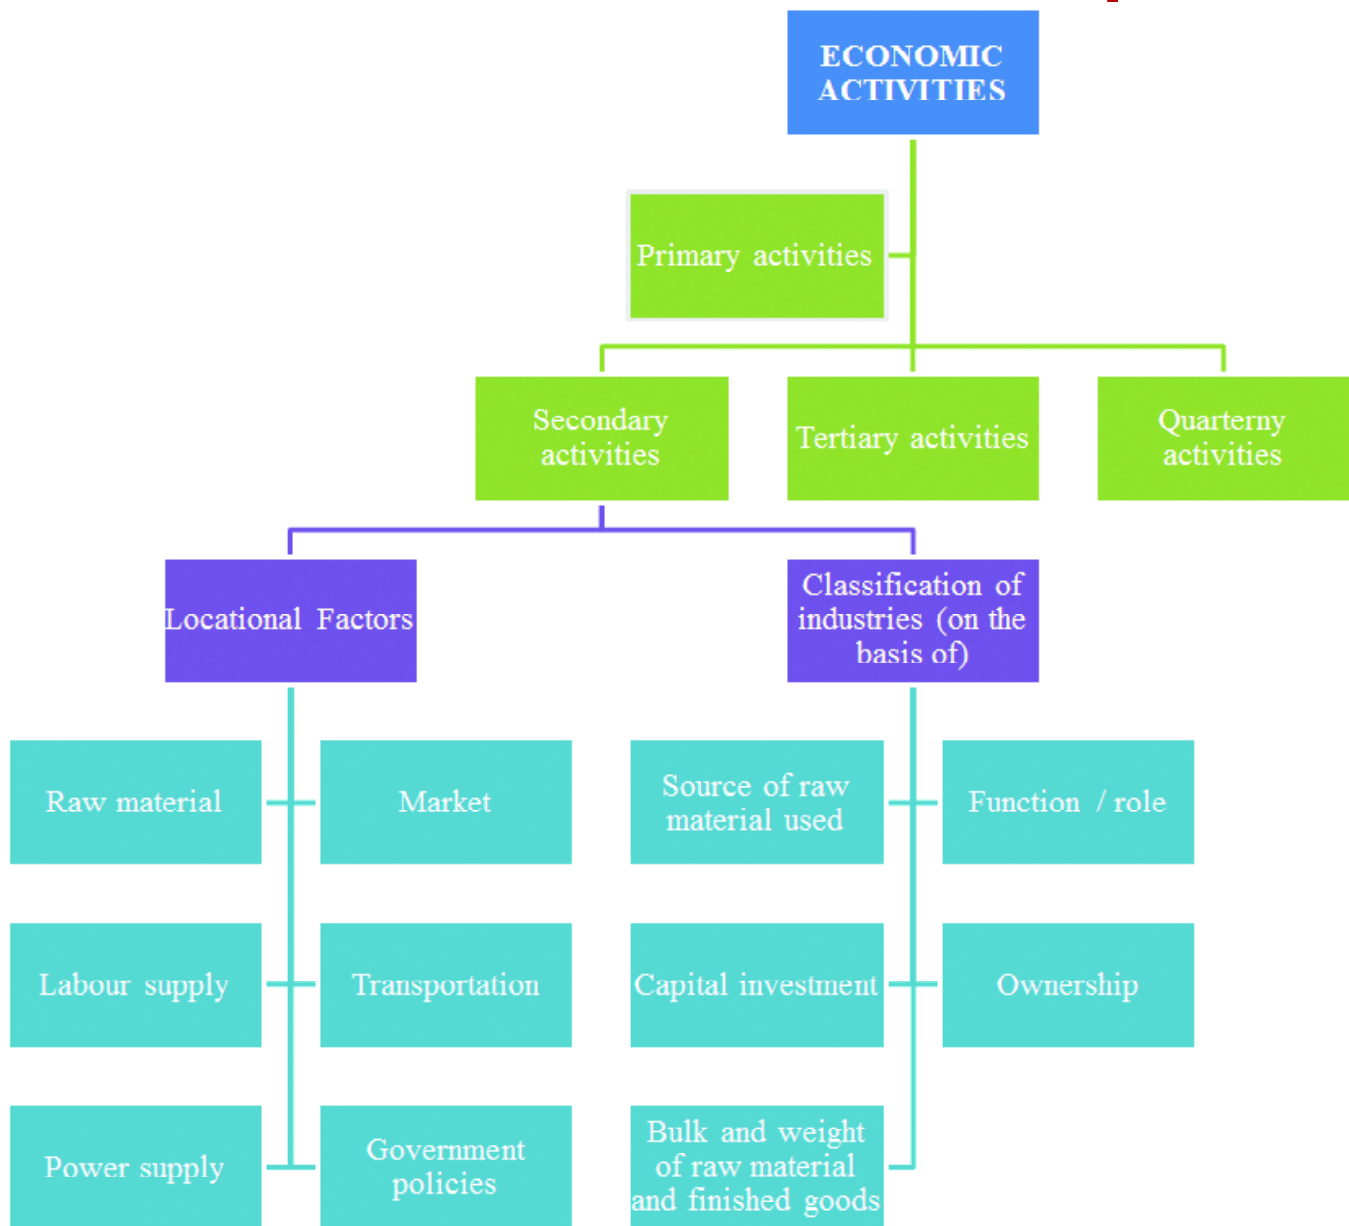 ECONOMIC
ACTIVITIES
Primary activities
Secondary
activities
Tertiary activities
Quarterny
activities
Locational Factors
Classification of
industries (on the
basis of)
Raw material
Market
Source of raw
material used
Function / role
Labour supply
Transportation
Capital investment
Ownership
Power supply
Government
policies
Bulk and weight
of raw material
and finished goods